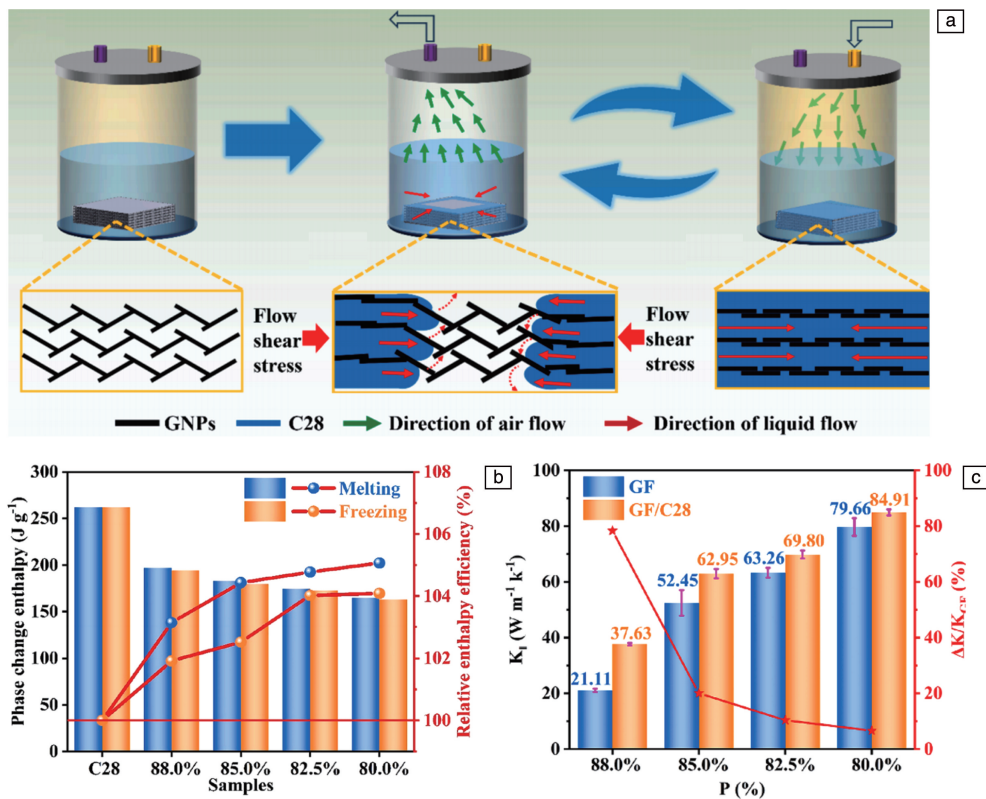 a
Flow
shear
stress
Flow
shear
stress
GNPs
C28
Direction of air flow
Direction of liquid flow
b
Phase change enthalpy (J g⁻¹)
300
250
200
150
100
50
0
Melting
Freezing
108
106
104
102
100
Relative enthalpy efficiency (%)
C28
88.0%
85.0%
82.5%
80.0%
Samples
c
K∥ (W m⁻¹ k⁻¹)
100
80
60
40
20
0
GF
GF/C28
21.11
37.63
52.45
62.95
63.26
69.80
79.66
84.91
100
80
60
40
20
0
ΔK/K_GF (%)
88.0%
85.0%
82.5%
80.0%
P (%)